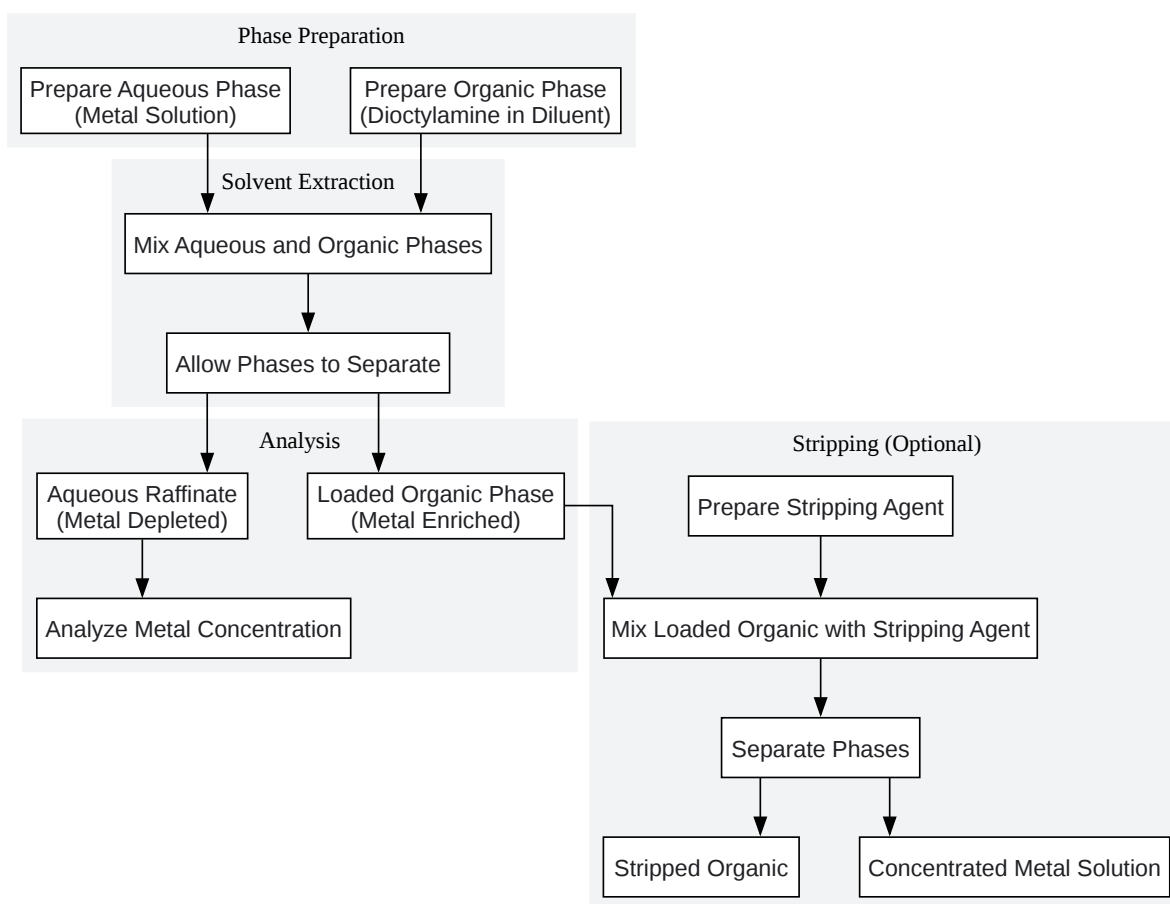 Phase Preparation
Prepare Aqueous Phase
(Metal Solution)
Prepare Organic Phase
(Dioctylamine in Diluent)
Solvent Extraction
Mix Aqueous and Organic Phases
Allow Phases to Separate
Analysis
Aqueous Raffinate
(Metal Depleted)
Loaded Organic Phase
(Metal Enriched)
Analyze Metal Concentration
Stripping (Optional)
Prepare Stripping Agent
Mix Loaded Organic with Stripping Agent
Separate Phases
Stripped Organic
Concentrated Metal Solution